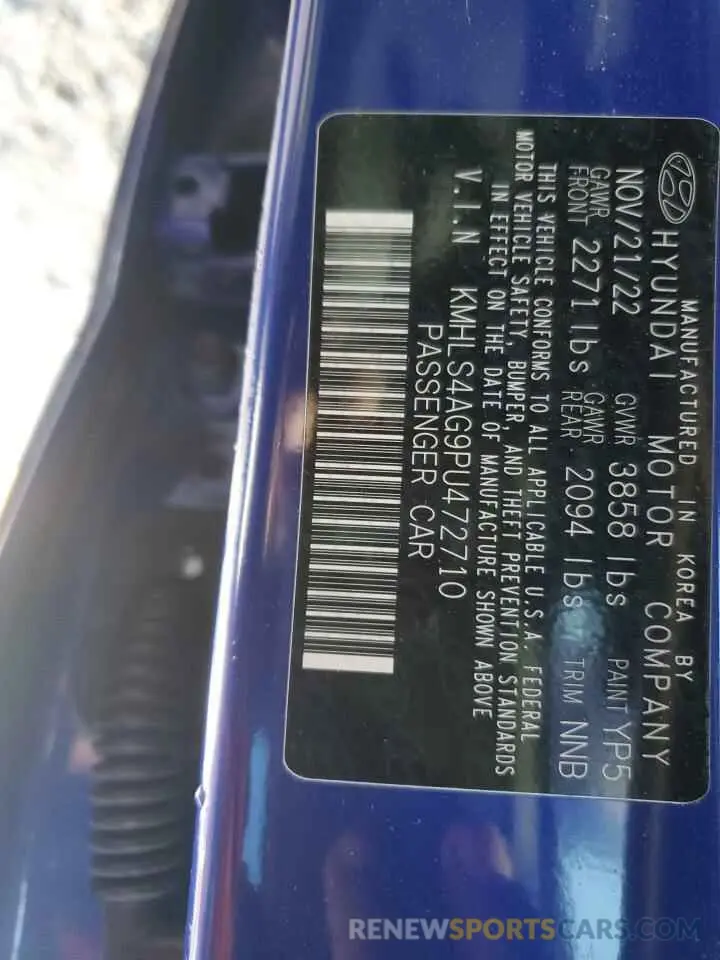 MANUFACTURED IN KOREA BY
HYUNDAI MOTOR COMPANY
NOV/21/22 GVWR 3858 lbs PAINT YP5
GAWR FRONT 2271 lbs GAWR REAR 2094 lbs TRIM NNB
THIS VEHICLE CONFORMS TO ALL APPLICABLE U.S.A. FEDERAL
MOTOR VEHICLE SAFETY, BUMPER, AND THEFT PREVENTION STANDARDS
IN EFFECT ON THE DATE OF MANUFACTURE SHOWN ABOVE
V.I.N KMHLS4AG9PU472710
PASSENGER CAR
RENEWSPORTSCARS.COM